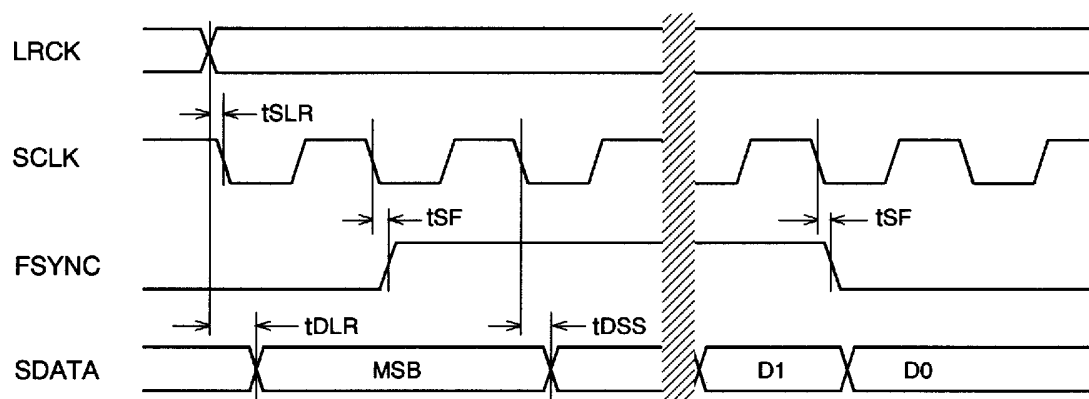 LRCK
tSLR
SCLK
tSF tSF
FSYNC
tDLR tDSS
SDATA MSB D1 D0